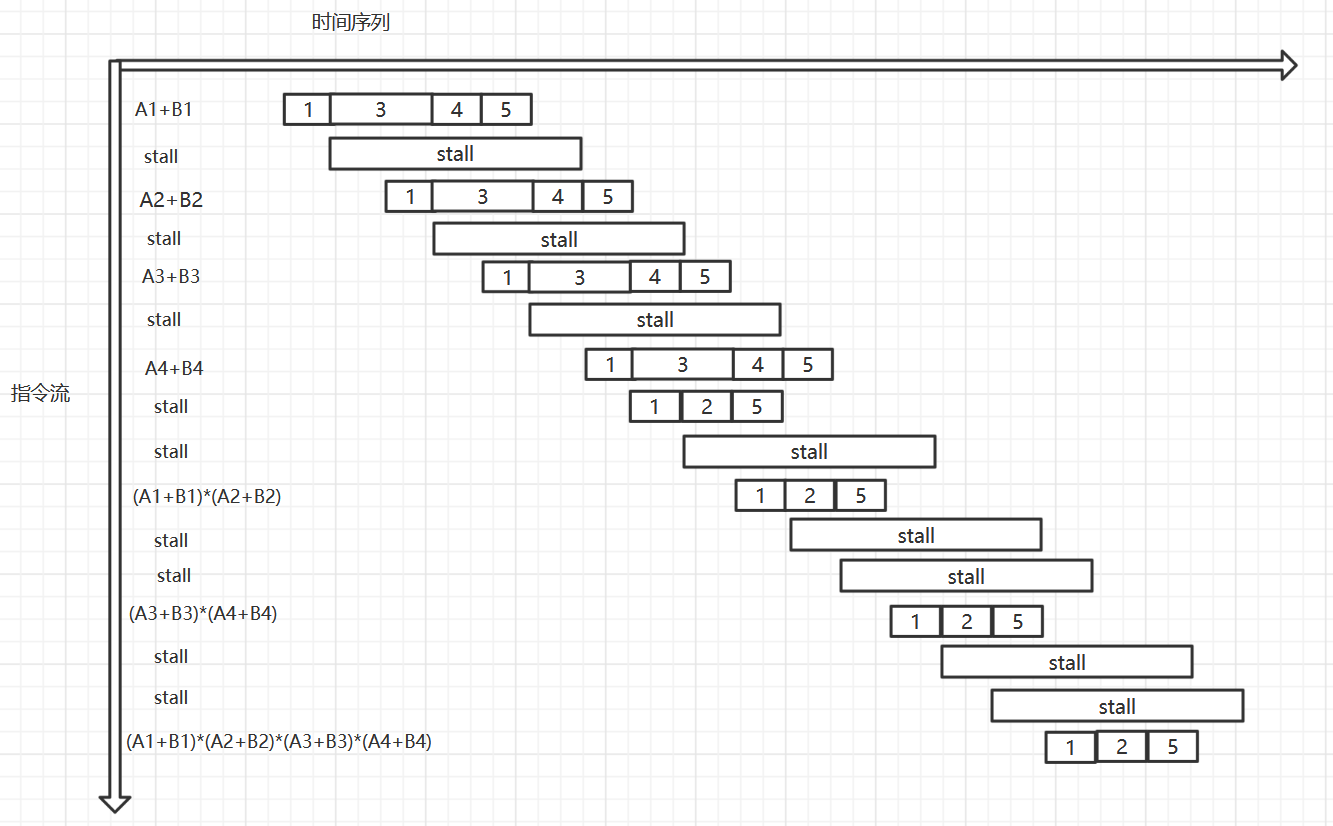 时间序列
A1+B1 1 3 4 5
stall stall
A2+B2 1 3 4 5
stall stall
A3+B3 1 3 4 5
stall stall
A4+B4 1 3 4 5
指令流
stall 1 2 5
stall stall
(A1+B1)*(A2+B2) 1 2 5
stall stall
stall stall
(A3+B3)*(A4+B4) 1 2 5
stall stall
stall stall
(A1+B1)*(A2+B2)*(A3+B3)*(A4+B4) 1 2 5